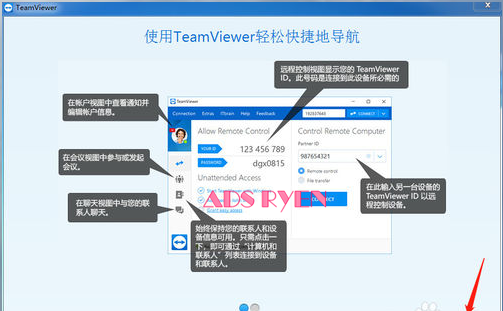 使用TeamViewer轻松快捷地导航
远程控制视图显示您的 TeamViewer
ID。此号码是连接到此设备所必需的
在帐户视图中查看通知并
编辑帐户信息。
TeamViewer
Connection Extras Help Feedback
CONNECT
Allow Remote Control
Control Remote Computer
YOUR ID
123 456 789
Partner ID
PASSWORD
dgx0815
987654321
在会议视图中参与或发起
会议。
Unattended Access
Remote control
File transfer
在此输入另一台设备的
TeamViewer ID 以远
程控制设备。
在聊天视图中与您的联
系人聊天。
ADS RYEN
CONNECT
Grant easy access
始终保持您的联系人和设
备信息可用。只需点击一
下，即可通过"计算机和
联系人"列表连接到设备
和联系人。